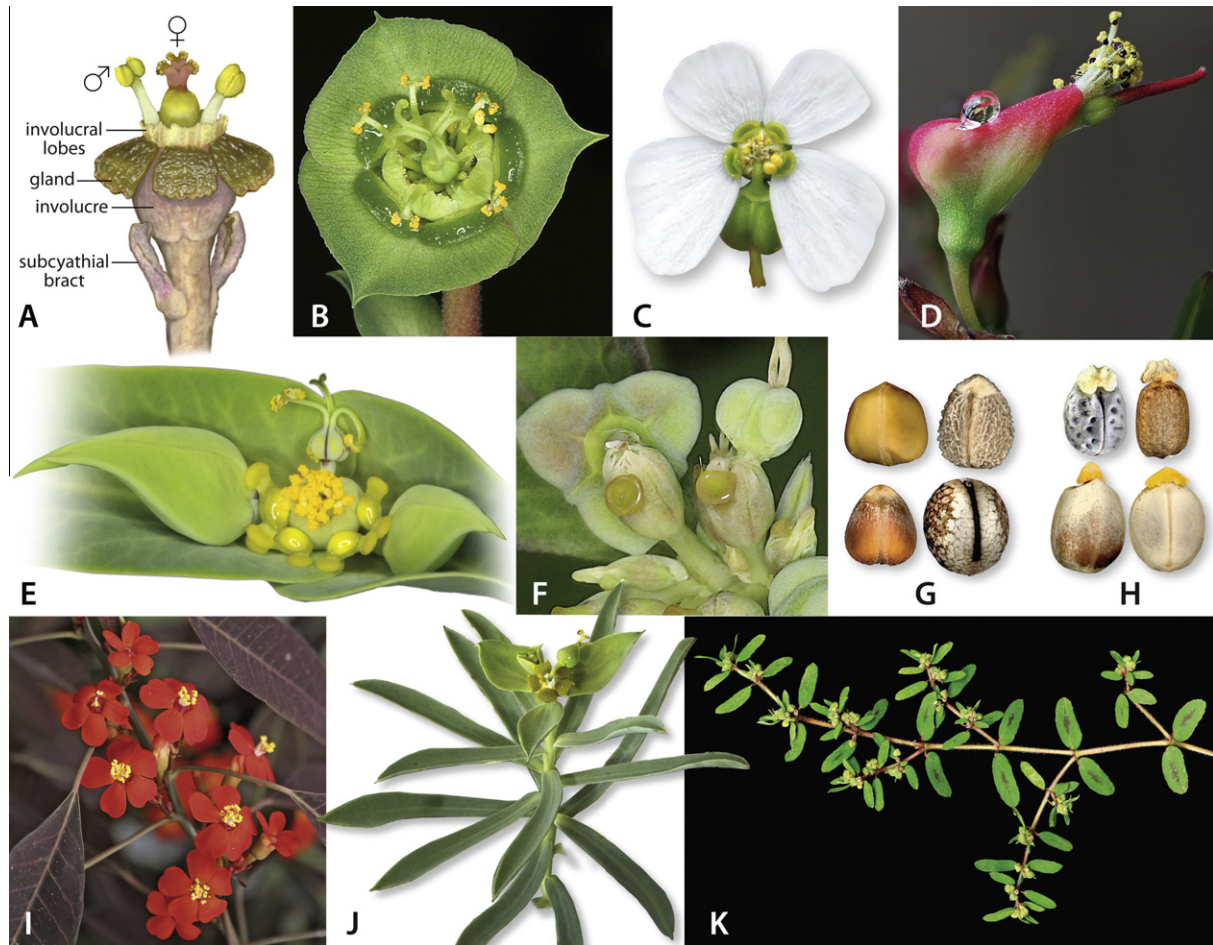 ♀
♂
involucral
lobes
gland
involucre
subcyathial
bract
A
B
C
D
E
F
G
H
I
J
K